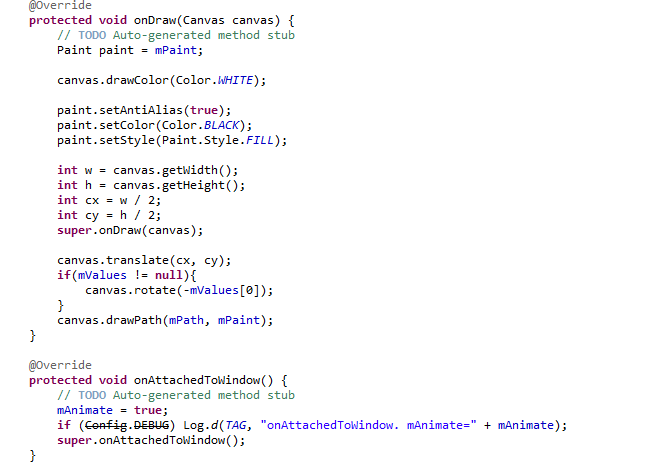 @Override
protected void onDraw(Canvas canvas) {
    // TODO Auto-generated method stub
    Paint paint = mPaint;
    canvas.drawColor(Color.WHITE);
    paint.setAntiAlias(true);
    paint.setColor(Color.BLACK);
    paint.setStyle(Paint.Style.FILL);
    int w = canvas.getWidth();
    int h = canvas.getHeight();
    int cx = w / 2;
    int cy = h / 2;
    super.onDraw(canvas);
    canvas.translate(cx, cy);
    if(mValues != null){
        canvas.rotate(-mValues[0]);
    }
    canvas.drawPath(mPath, mPaint);
}
@Override
protected void onAttachedToWindow() {
    // TODO Auto-generated method stub
    mAnimate = true;
    if (Config.DEBUG) Log.d(TAG, "onAttachedToWindow. mAnimate=" + mAnimate);
    super.onAttachedToWindow();
}